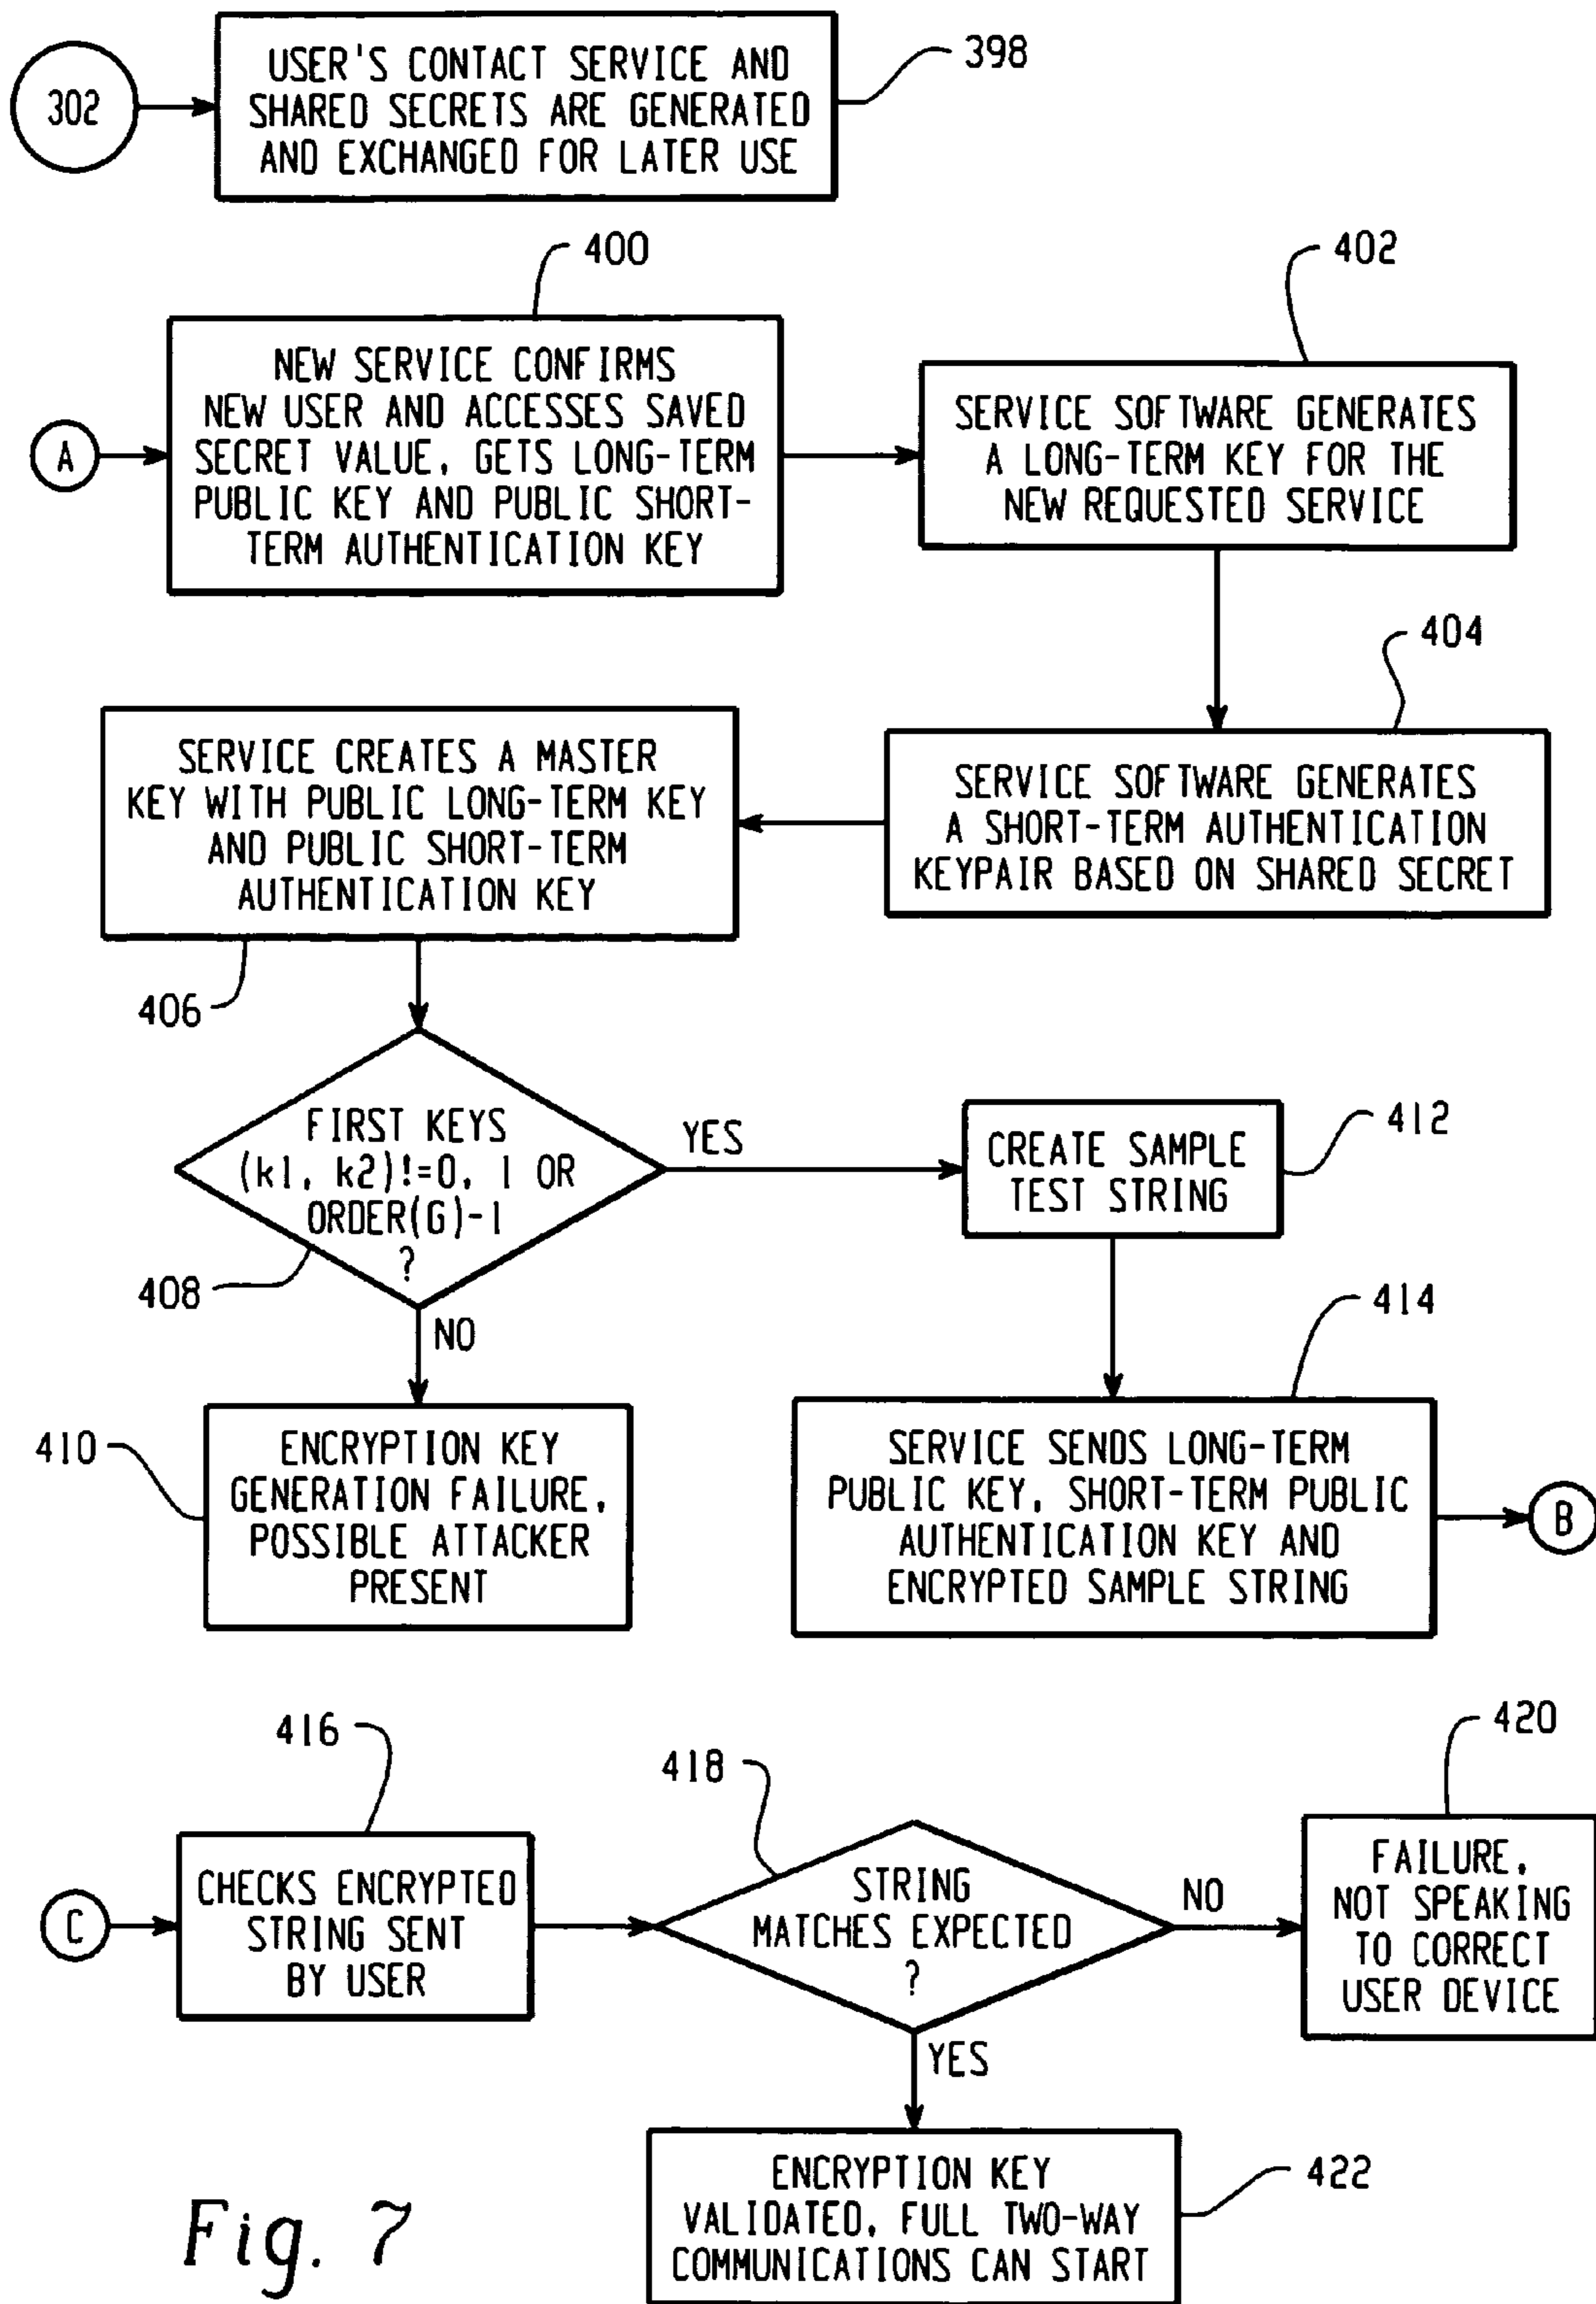 302
USER'S CONTACT SERVICE AND
SHARED SECRETS ARE GENERATED
AND EXCHANGED FOR LATER USE
398
400
A
NEW SERVICE CONFIRMS
NEW USER AND ACCESSES SAVED
SECRET VALUE, GETS LONG-TERM
PUBLIC KEY AND PUBLIC SHORT-
TERM AUTHENTICATION KEY
402
SERVICE SOFTWARE GENERATES
A LONG-TERM KEY FOR THE
NEW REQUESTED SERVICE
404
SERVICE SOFTWARE GENERATES
A SHORT-TERM AUTHENTICATION
KEYPAIR BASED ON SHARED SECRET
SERVICE CREATES A MASTER
KEY WITH PUBLIC LONG-TERM KEY
AND PUBLIC SHORT-TERM
AUTHENTICATION KEY
406
FIRST KEYS
(k1, k2)!=0, 1 OR
ORDER(G)-1
?
408
YES
NO
CREATE SAMPLE
TEST STRING
412
410
ENCRYPTION KEY
GENERATION FAILURE,
POSSIBLE ATTACKER
PRESENT
414
SERVICE SENDS LONG-TERM
PUBLIC KEY, SHORT-TERM PUBLIC
AUTHENTICATION KEY AND
ENCRYPTED SAMPLE STRING
B
416
C
CHECKS ENCRYPTED
STRING SENT
BY USER
418
STRING
MATCHES EXPECTED
?
NO
YES
420
FAILURE,
NOT SPEAKING
TO CORRECT
USER DEVICE
ENCRYPTION KEY
VALIDATED, FULL TWO-WAY
COMMUNICATIONS CAN START
422
Fig. 7